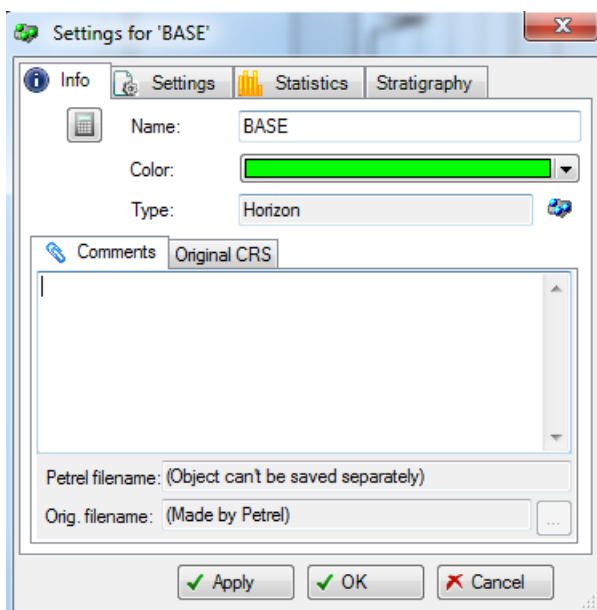 Settings for 'BASE'
Info Settings Statistics Stratigraphy
Name: BASE
Color:
Type: Horizon
Comments Original CRS
Petrel filename: (Object can't be saved separately)
Orig. filename: (Made by Petrel) ...
Apply OK Cancel